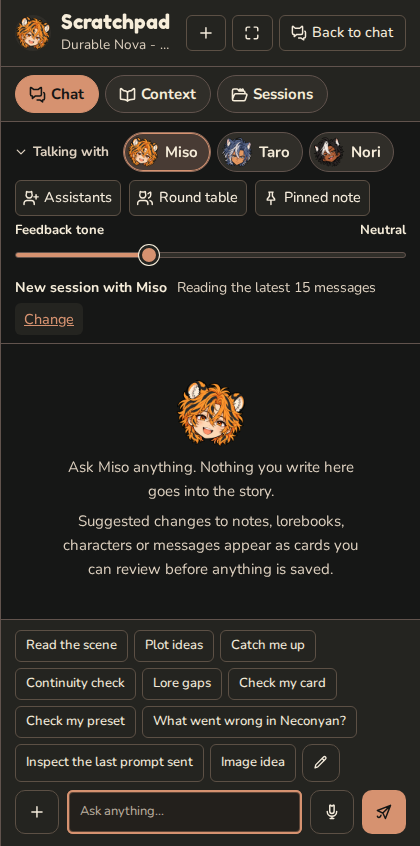 Scratchpad
Durable Nova - ...
Back to chat
Chat
Context
Sessions
Talking with
Miso
Taro
Nori
Assistants
Round table
Pinned note
Feedback tone
Neutral
New session with Miso
Reading the latest 15 messages
Change
Ask Miso anything. Nothing you write here
goes into the story.
Suggested changes to notes, lorebooks,
characters or messages appear as cards you
can review before anything is saved.
Read the scene
Plot ideas
Catch me up
Continuity check
Lore gaps
Check my card
Check my preset
What went wrong in Neconyan?
Inspect the last prompt sent
Image idea
Ask anything...